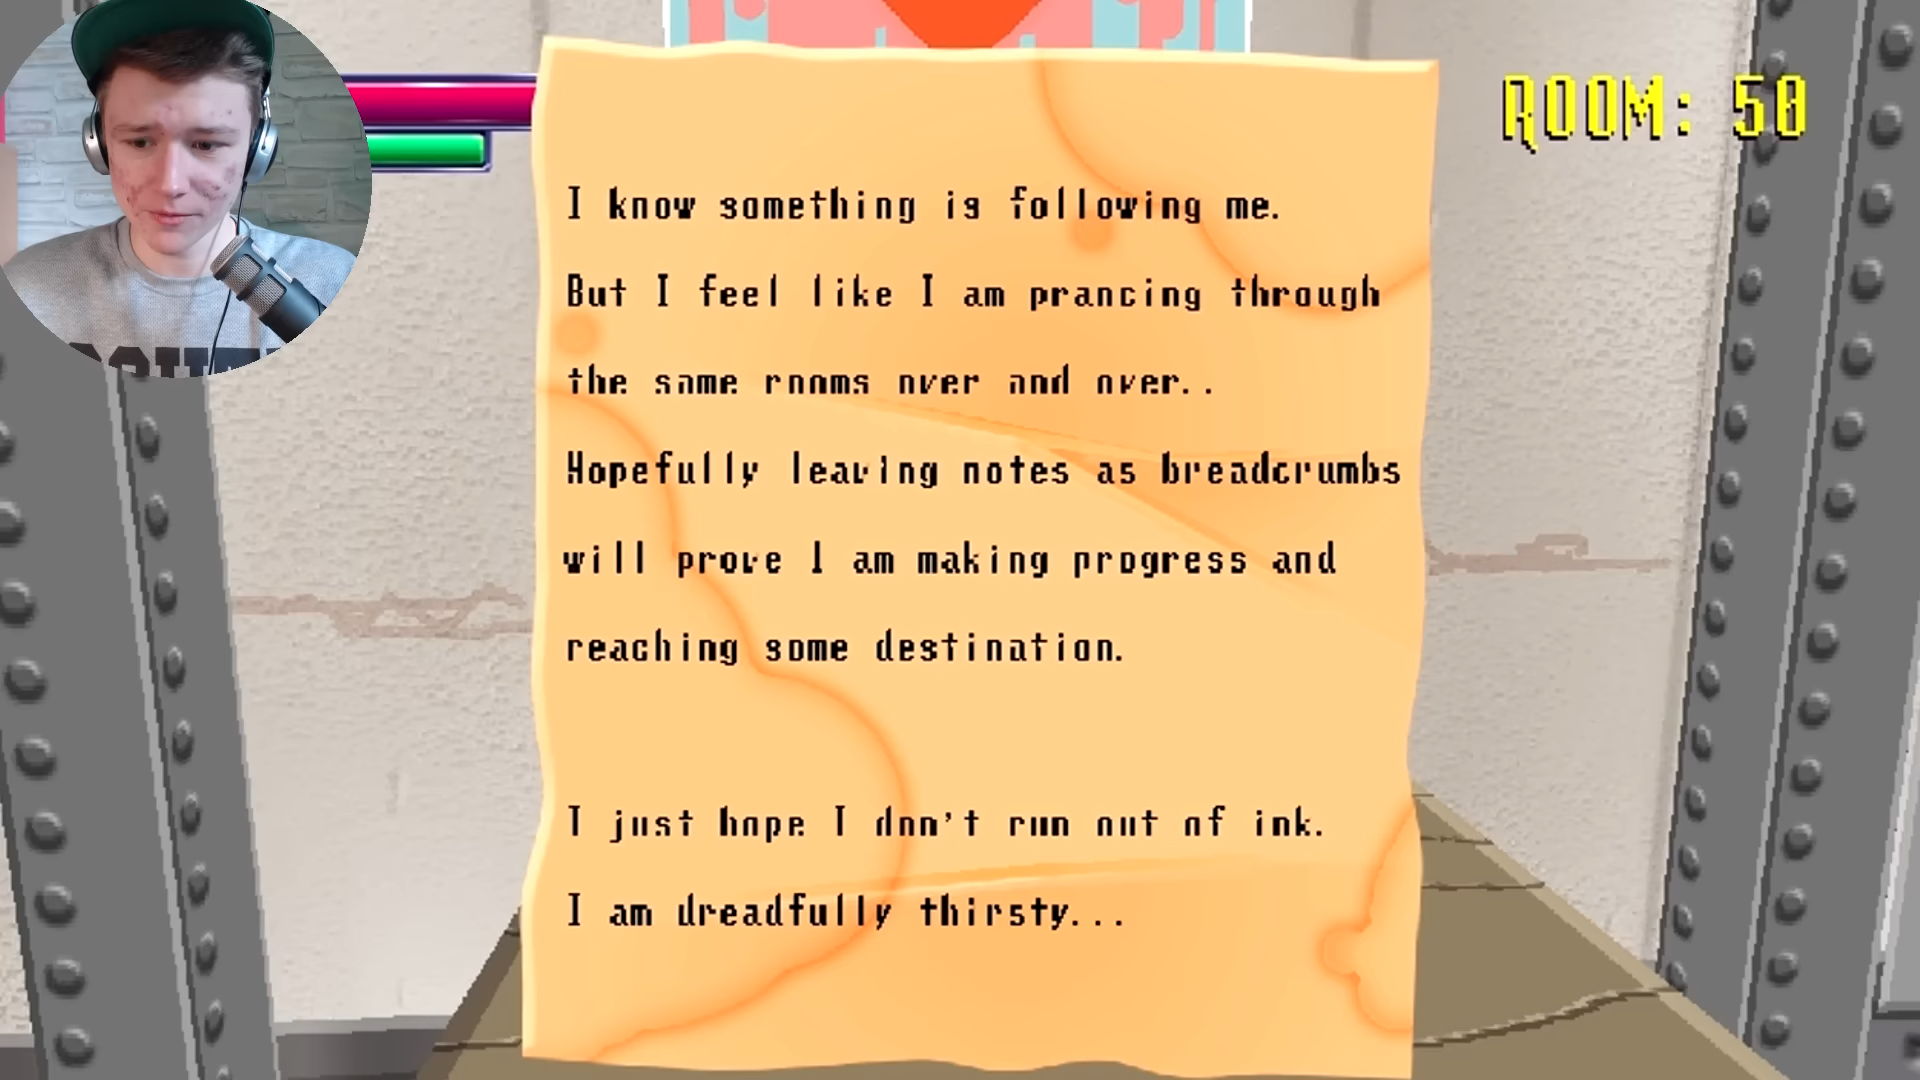 ROOM: 50
I know something is following me.
But I feel like I am prancing through
the same rooms over and over..
Hopefully leaving notes as breadcrumbs
will prove I am making progress and
reaching some destination.
I just hope I don't run out of ink.
I am dreadfully thirsty...